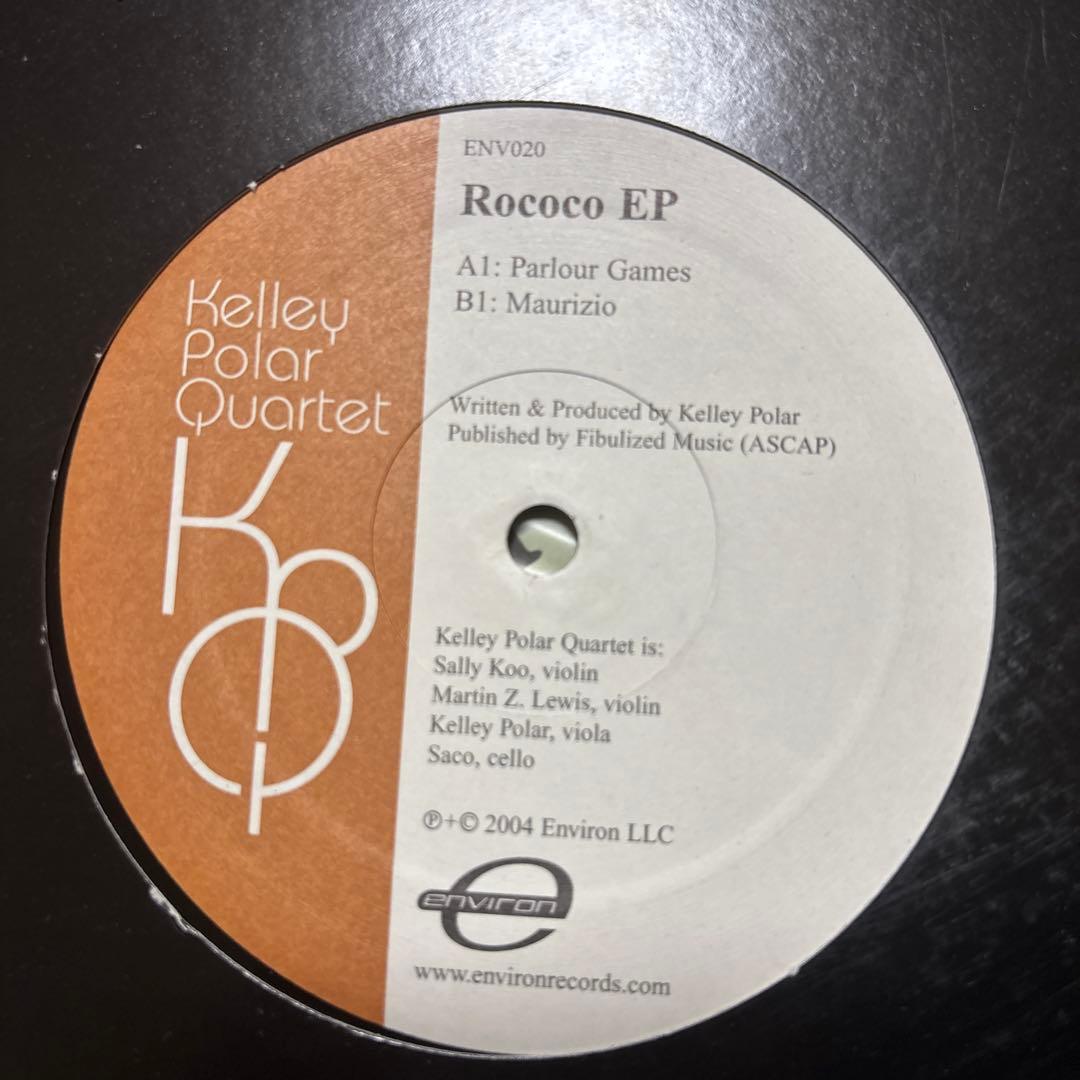 ENV020
Rococo EP
A1: Parlour Games
B1: Maurizio
Kelley
Polar
Quartet
KPQ
Written & Produced by Kelley Polar
Published by Fibulized Music (ASCAP)
Kelley Polar Quartet is:
Sally Koo, violin
Martin Z. Lewis, violin
Kelley Polar, viola
Saco, cello
℗+© 2004 Environ LLC
environ
www.environrecords.com